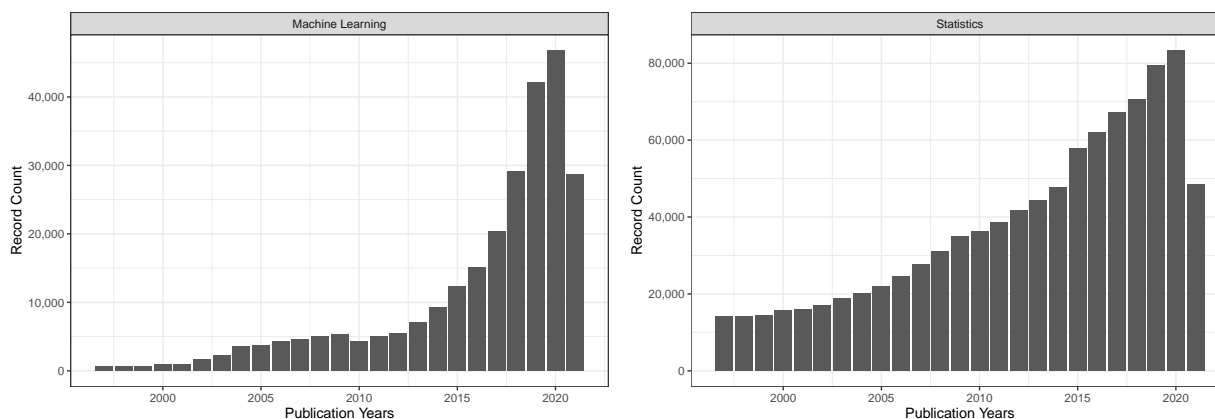 Machine Learning
40,000
30,000
20,000
10,000
0
Record Count
2000 2005 2010 2015 2020
Publication Years
Statistics
80,000
60,000
40,000
20,000
0
Record Count
2000 2005 2010 2015 2020
Publication Years